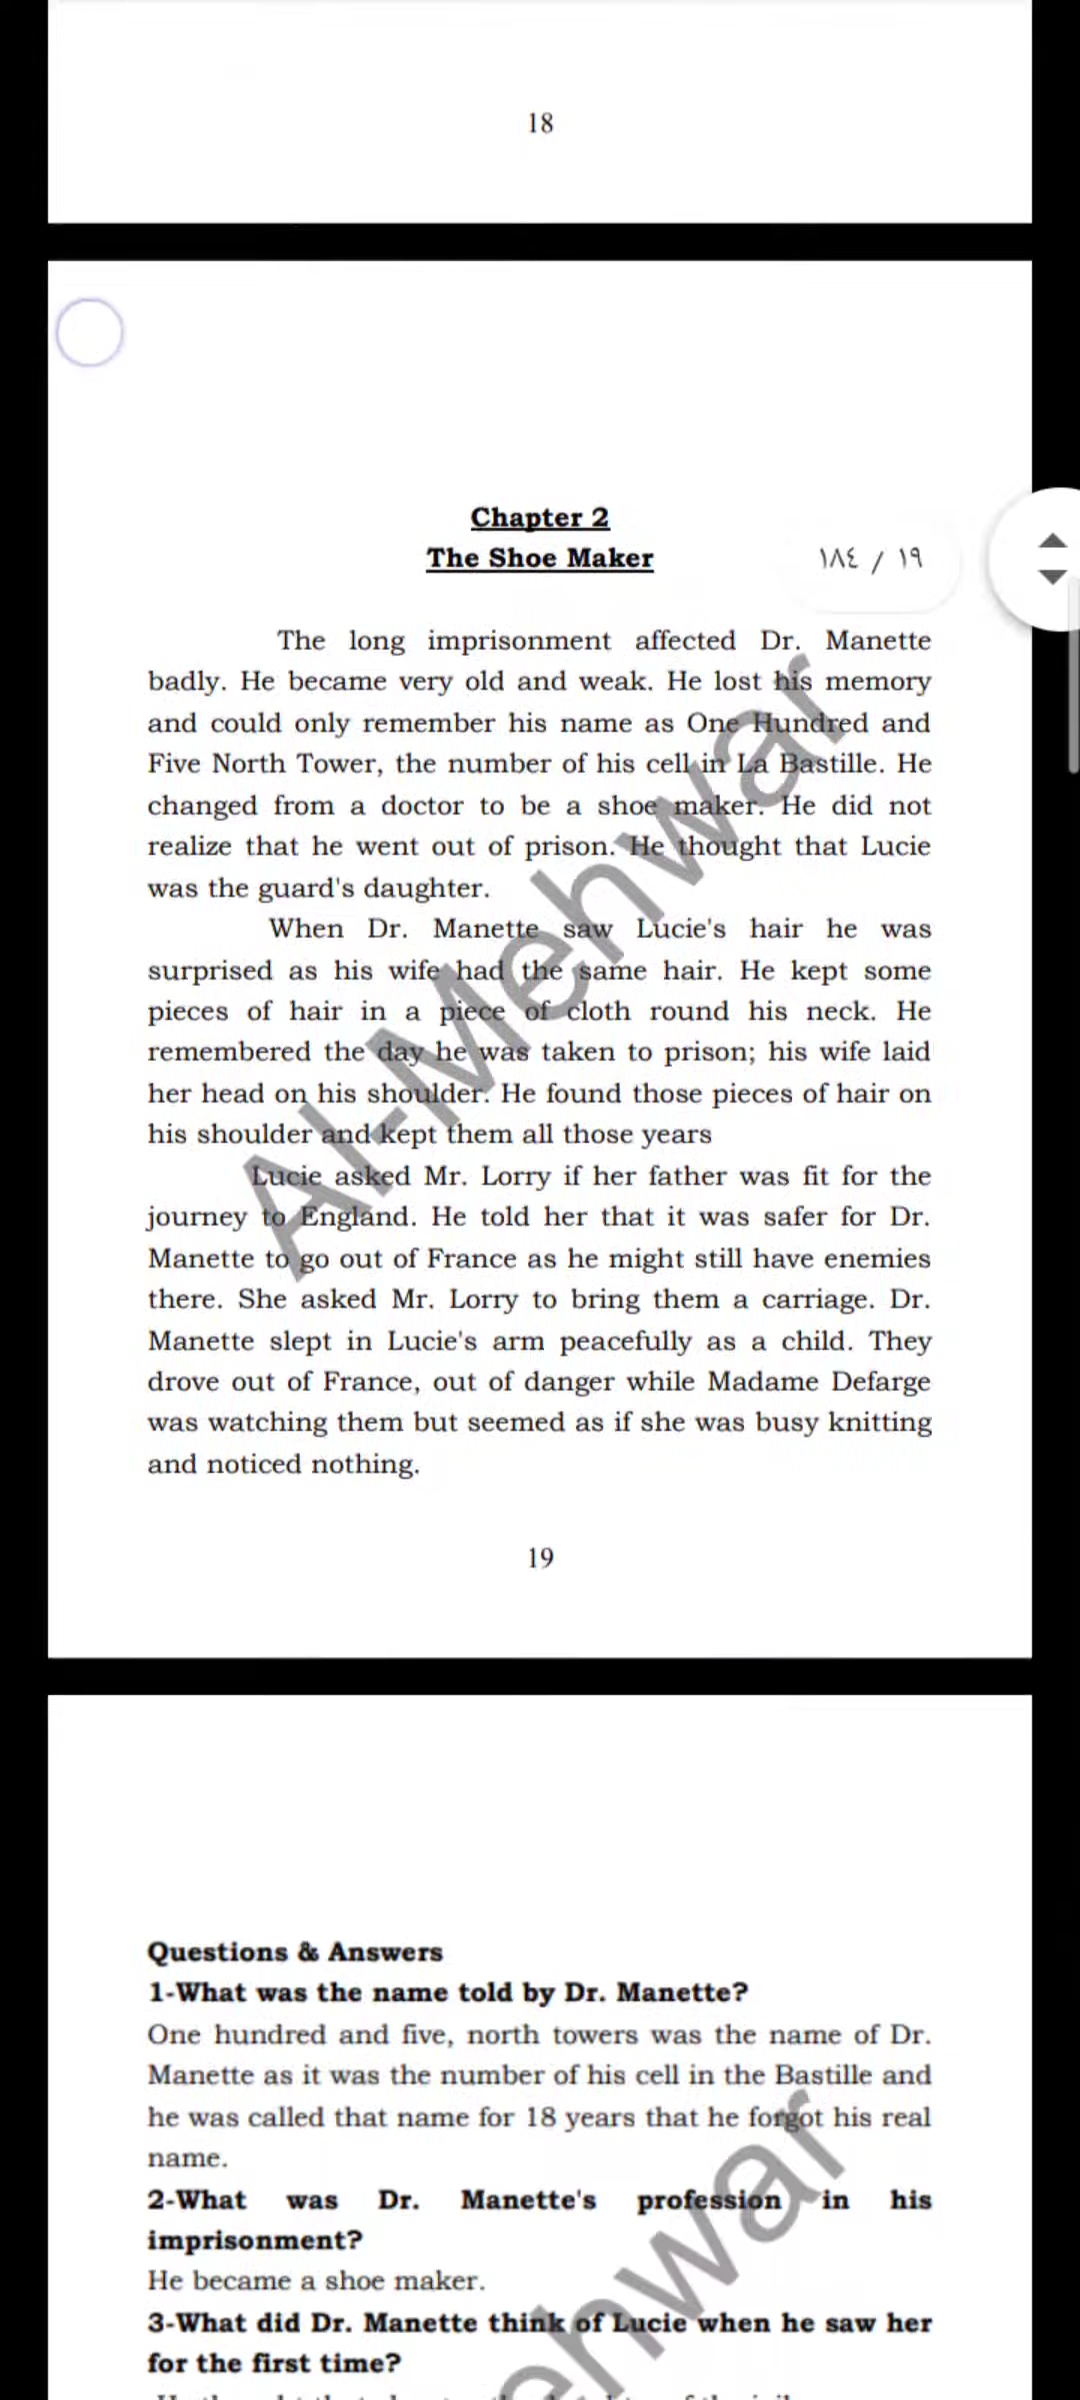 18
Chapter 2
The Shoe Maker
١٨٤ / ١٩
The long imprisonment affected Dr. Manette
badly. He became very old and weak. He lost his memory
and could only remember his name as One Hundred and
Five North Tower, the number of his cell in La Bastille. He
changed from a doctor to be a shoe maker. He did not
realize that he went out of prison. He thought that Lucie
was the guard's daughter.
When Dr. Manette saw Lucie's hair he was
surprised as his wife had the same hair. He kept some
pieces of hair in a piece of cloth round his neck. He
remembered the day he was taken to prison; his wife laid
her head on his shoulder. He found those pieces of hair on
his shoulder and kept them all those years
Lucie asked Mr. Lorry if her father was fit for the
journey to England. He told her that it was safer for Dr.
Manette to go out of France as he might still have enemies
there. She asked Mr. Lorry to bring them a carriage. Dr.
Manette slept in Lucie's arm peacefully as a child. They
drove out of France, out of danger while Madame Defarge
was watching them but seemed as if she was busy knitting
and noticed nothing.
Al-Mehwar
19
Questions & Answers
1-What was the name told by Dr. Manette?
One hundred and five, north towers was the name of Dr.
Manette as it was the number of his cell in the Bastille and
he was called that name for 18 years that he forgot his real
name.
2-What was Dr. Manette's profession in his
imprisonment?
He became a shoe maker.
3-What did Dr. Manette think of Lucie when he saw her
for the first time?
ehwar